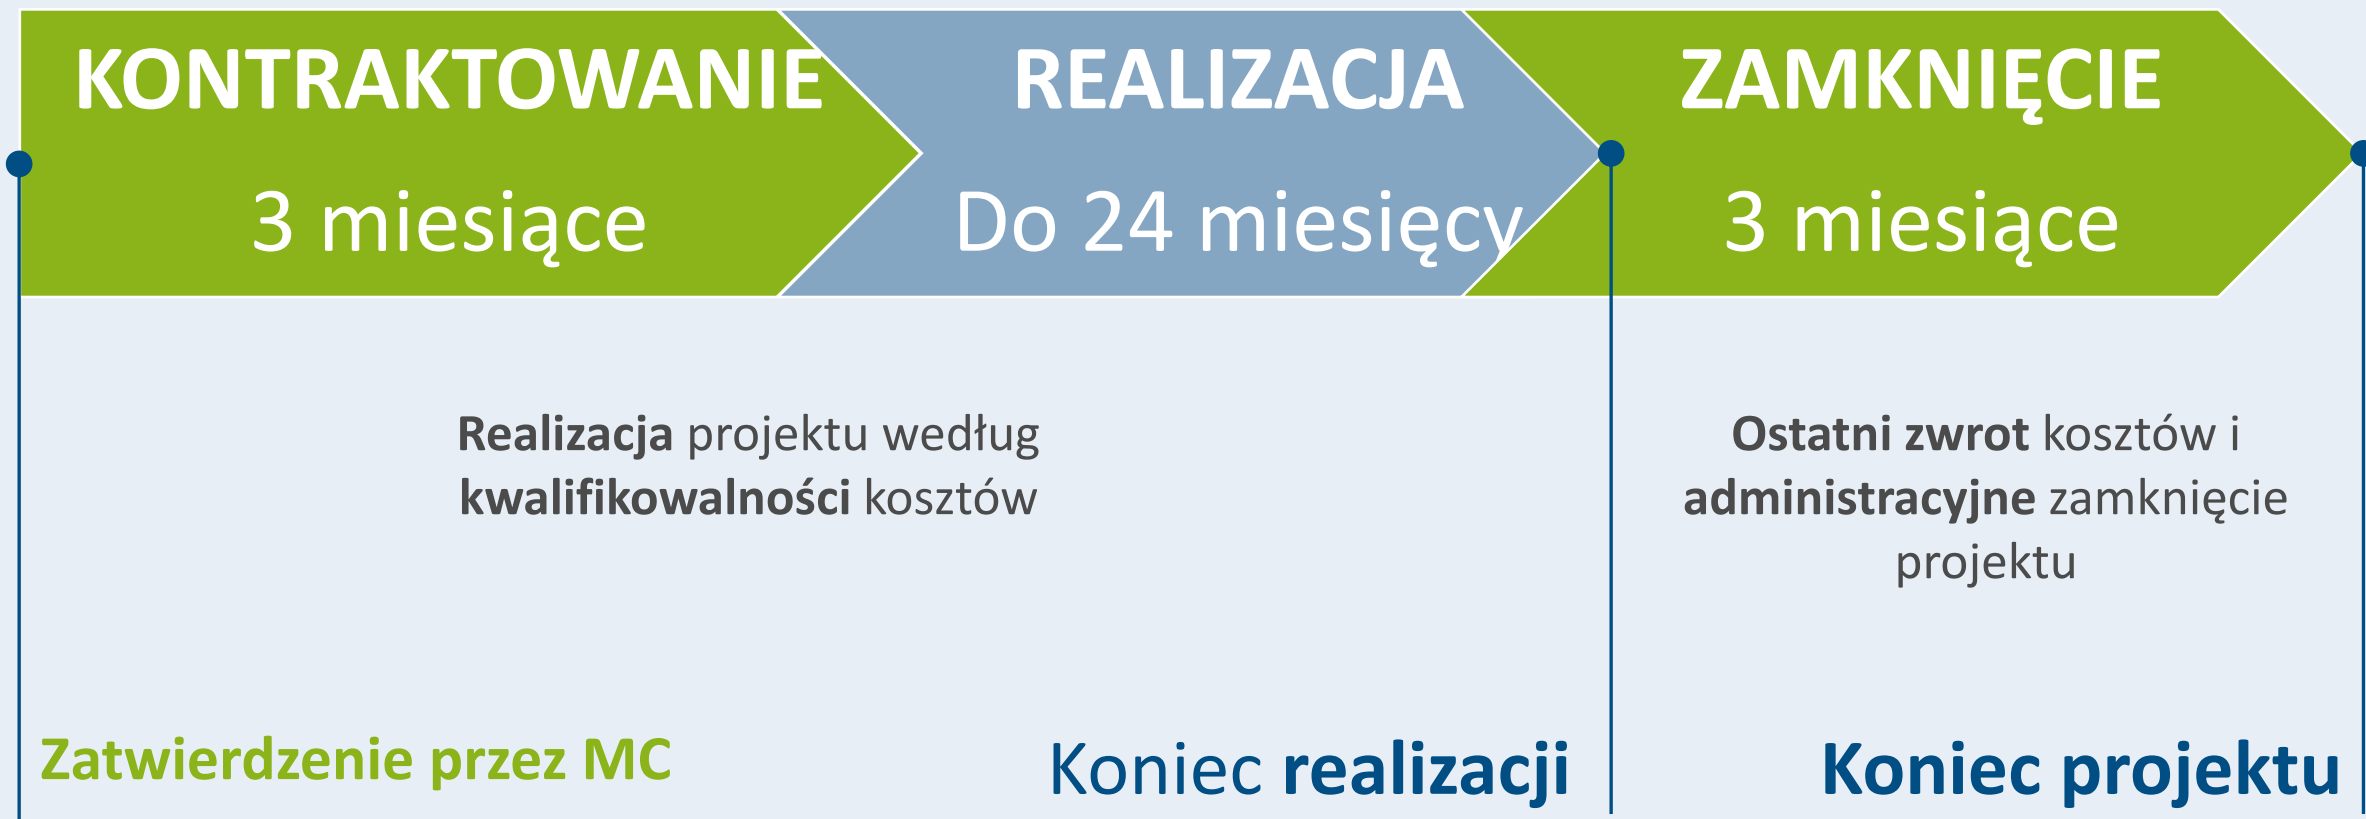 KONTRAKTOWANIE
3 miesiące
REALIZACJA
Do 24 miesięcy
ZAMKNIĘCIE
3 miesiące
Realizacja projektu według
kwalifikowalności kosztów
Ostatni zwrot kosztów i
administracyjne zamknięcie
projektu
Zatwierdzenie przez MC
Koniec realizacji
Koniec projektu